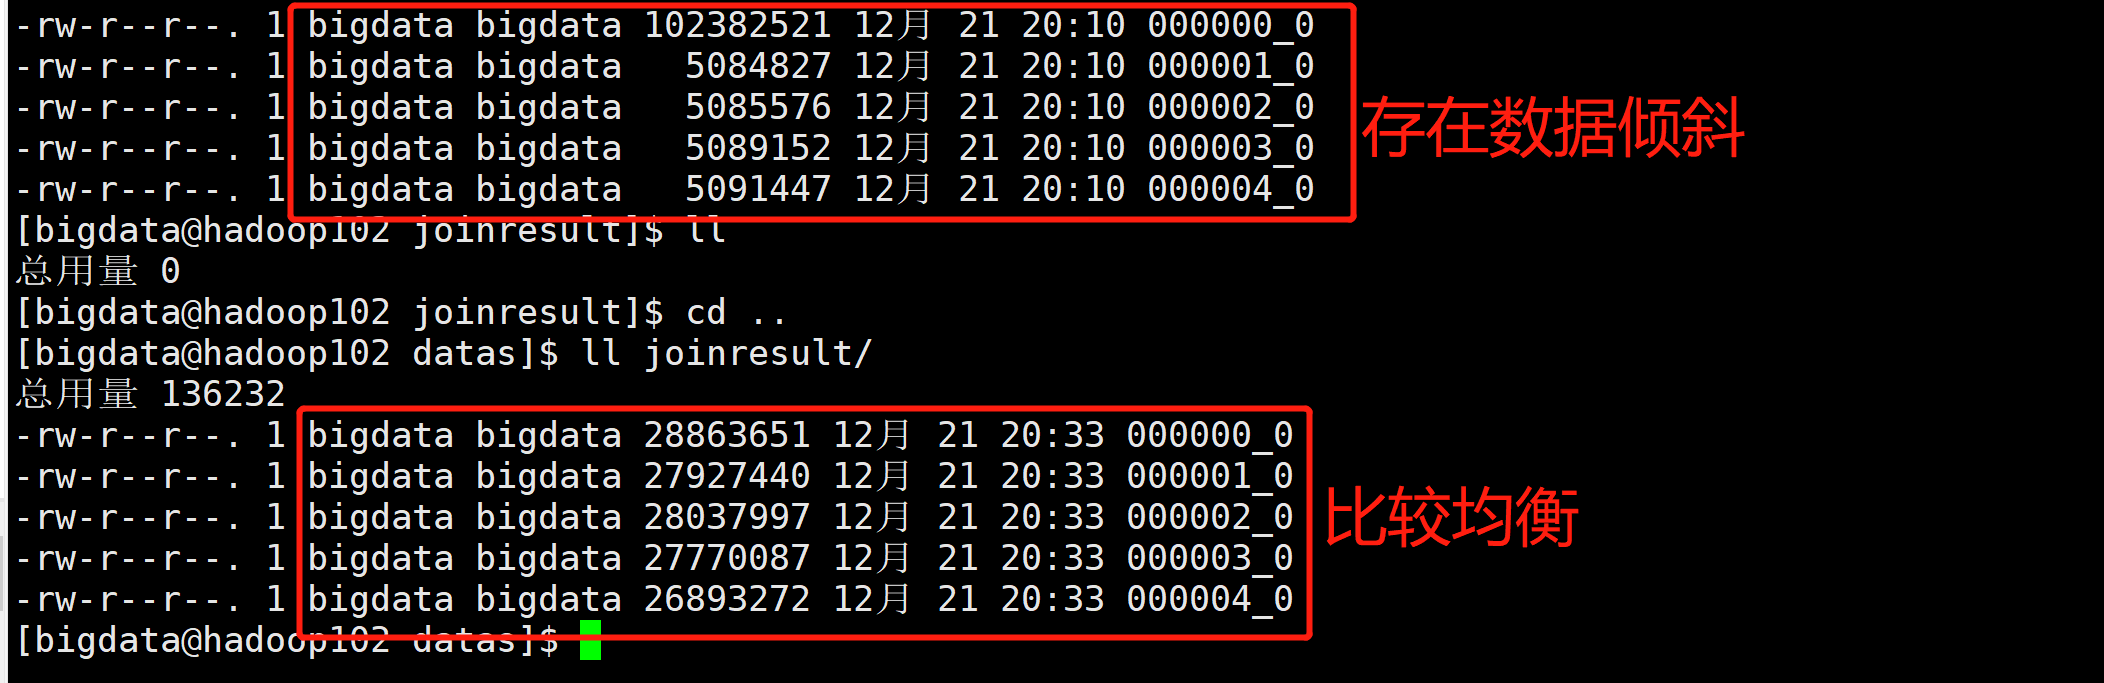 -rw-r--r--. 1 bigdata bigdata 102382521 12月 21 20:10 000000_0
-rw-r--r--. 1 bigdata bigdata   5084827 12月 21 20:10 000001_0
-rw-r--r--. 1 bigdata bigdata   5085576 12月 21 20:10 000002_0
-rw-r--r--. 1 bigdata bigdata   5089152 12月 21 20:10 000003_0
-rw-r--r--. 1 bigdata bigdata   5091447 12月 21 20:10 000004_0
存在数据倾斜
[bigdata@hadoop102 joinresult]$ ll
总用量 0
[bigdata@hadoop102 joinresult]$ cd ..
[bigdata@hadoop102 datas]$ ll joinresult/
总用量 136232
-rw-r--r--. 1 bigdata bigdata 28863651 12月 21 20:33 000000_0
-rw-r--r--. 1 bigdata bigdata 27927440 12月 21 20:33 000001_0
-rw-r--r--. 1 bigdata bigdata 28037997 12月 21 20:33 000002_0
-rw-r--r--. 1 bigdata bigdata 27770087 12月 21 20:33 000003_0
-rw-r--r--. 1 bigdata bigdata 26893272 12月 21 20:33 000004_0
比较均衡
[bigdata@hadoop102 datas]$